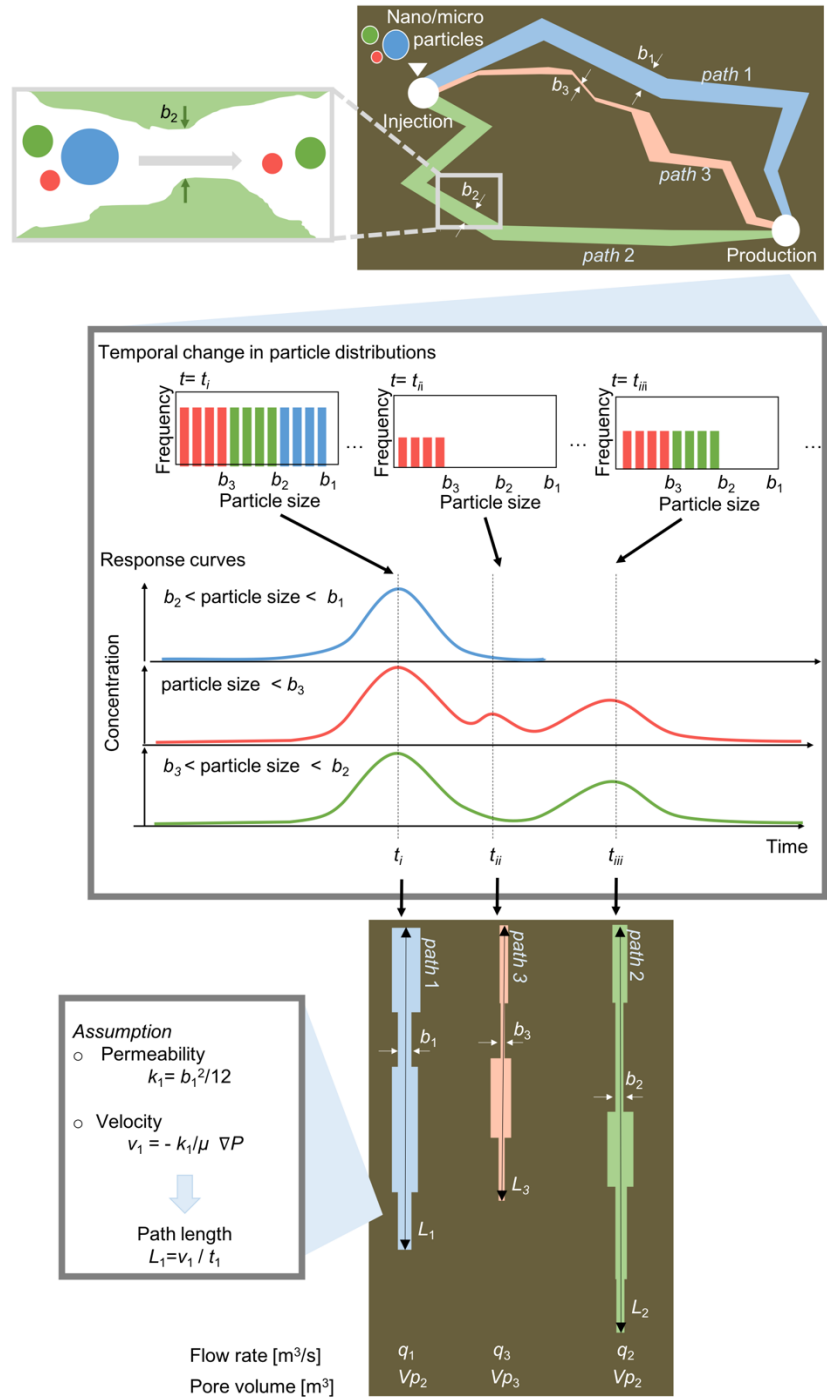 Nano/micro
particles
b1
path 1
b3
Injection
b2
path 3
b2
path 2
Production
Temporal change in particle distributions
t= ti
t= tii
t= tiii
Frequency
Frequency
Frequency
...
...
...
b3 b2 b1
b3 b2 b1
b3 b2 b1
Particle size
Particle size
Particle size
Response curves
b2 < particle size < b1
Concentration
particle size < b3
b3 < particle size < b2
Time
ti tii tiii
path 1
path 3
path 2
b1
b3
b2
L3
L1
L2
Assumption
○ Permeability
k1= b1²/12
○ Velocity
v1 = - k1/μ ∇P
Path length
L1=v1 / t1
Flow rate [m³/s] q1 q3 q2
Pore volume [m³] Vp2 Vp3 Vp2